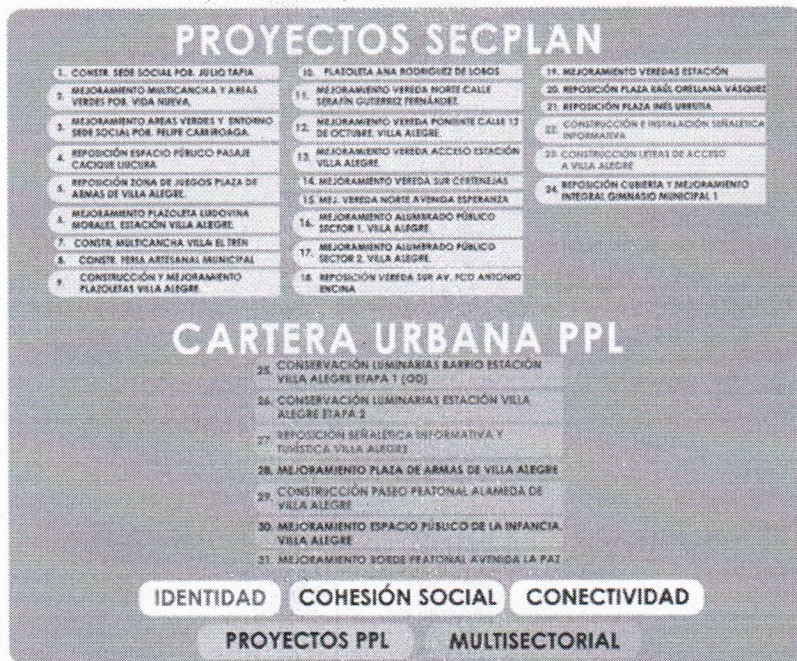 PROYECTOS SECPLAN
1. CONSTR. SEDE SOCIAL POB. JULIO TAPIA
2. MEJORAMIENTO MULTICANCHA Y AREAS
VERDES POB. VIDA NUEVA.
3. MEJORAMIENTO AREAS VERDES Y ENTORNO
SEDE SOCIAL POB. FELIPE CAMIROAGA.
4. REPOSICIÓN ESPACIO PÚBLICO PASAJE
CACIQUE LIUCURA
5. REPOSICIÓN ZONA DE JUEGOS PLAZA DE
ARMAS DE VILLA ALEGRE.
6. MEJORAMIENTO PLAZOLETA LUDOVINA
MORALES, ESTACIÓN VILLA ALEGRE.
7. CONSTR. MULTICANCHA VILLA EL TREN
8. CONSTR. FERIA ARTESANAL MUNICIPAL
9. CONSTRUCCIÓN Y MEJORAMIENTO
PLAZOLETAS VILLA ALEGRE.
10. PLAZOLETA ANA RODRIGUEZ DE LOBOS
11. MEJORAMIENTO VEREDA NORTE CALLE
SERAFÍN GUTIERREZ FERNÁNDEZ.
12. MEJORAMIENTO VEREDA PONIENTE CALLE 12
DE OCTUBRE, VILLA ALEGRE.
13. MEJORAMIENTO VEREDA ACCESO ESTACIÓN
VILLA ALEGRE.
14. MEJORAMIENTO VEREDA SUR CERTENEJAS
15. MEJ. VEREDA NORTE AVENIDA ESPERANZA
16. MEJORAMIENTO ALUMBRADO PÚBLICO
SECTOR 1, VILLA ALEGRE.
17. MEJORAMIENTO ALUMBRADO PÚBLICO
SECTOR 2, VILLA ALEGRE.
18. REPOSICIÓN VEREDA SUR AV. FCO ANTONIO
ENCINA
19. MEJORAMIENTO VEREDAS ESTACIÓN
20. REPOSICIÓN PLAZA RAÚL ORELLANA VÁSQUEZ
21. REPOSICIÓN PLAZA INÉS URRUTIA
22. CONSTRUCCIÓN E INSTALACIÓN SEÑALÉTICA
INFORMATIVA
23. CONSTRUCCION LETRAS DE ACCESO
A VILLA ALEGRE
24. REPOSICIÓN CUBIERTA Y MEJORAMIENTO
INTEGRAL GIMNASIO MUNICIPAL 1
CARTERA URBANA PPL
25. CONSERVACIÓN LUMINARIAS BARRIO ESTACIÓN
VILLA ALEGRE ETAPA 1 (OD)
26. CONSERVACIÓN LUMINARIAS ESTACIÓN VILLA
ALEGRE ETAPA 2
27. REPOSICIÓN SEÑALÉTICA INFORMATIVA Y
TURÍSTICA VILLA ALEGRE
28. MEJORAMIENTO PLAZA DE ARMAS DE VILLA ALEGRE
29. CONSTRUCCIÓN PASEO PEATONAL ALAMEDA DE
VILLA ALEGRE
30. MEJORAMIENTO ESPACIO PÚBLICO DE LA INFANCIA,
VILLA ALEGRE
31. MEJORAMIENTO BORDE PEATONAL AVENIDA LA PAZ
IDENTIDAD COHESIÓN SOCIAL CONECTIVIDAD
PROYECTOS PPL MULTISECTORIAL